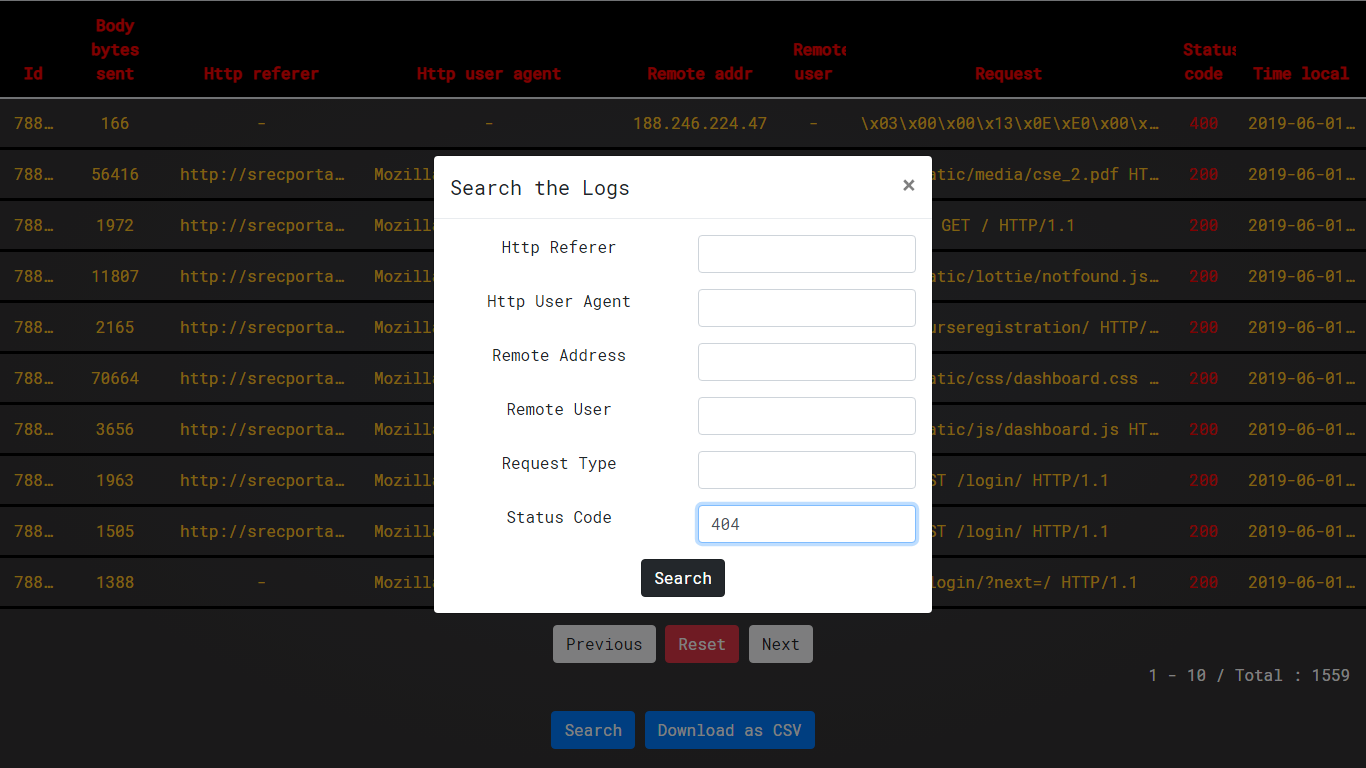 Id Body bytes sent Http referer Http user agent Remote addr Remote user Request Status code Time local
788… 166 - - 188.246.224.47 - \x03\x00\x00\x13\x0E\xE0\x00\x… 400 2019-06-01…
Search the Logs ×
788… 56416 http://srecporta… Mozill atic/media/cse_2.pdf HT… 200 2019-06-01…
Http Referer
788… 1972 http://srecporta… Mozill GET / HTTP/1.1 200 2019-06-01…
788… 11807 http://srecporta… Mozill atic/lottie/notfound.js… 200 2019-06-01…
Http User Agent
788… 2165 http://srecporta… Mozill urseregistration/ HTTP/… 200 2019-06-01…
Remote Address
788… 70664 http://srecporta… Mozill atic/css/dashboard.css … 200 2019-06-01…
Remote User
788… 3656 http://srecporta… Mozill atic/js/dashboard.js HT… 200 2019-06-01…
Request Type
788… 1963 http://srecporta… Mozill ST /login/ HTTP/1.1 200 2019-06-01…
Status Code 404
788… 1505 http://srecporta… Mozill ST /login/ HTTP/1.1 200 2019-06-01…
Search
788… 1388 - Mozill login/?next=/ HTTP/1.1 200 2019-06-01…
Previous Reset Next
1 - 10 / Total : 1559
Search Download as CSV